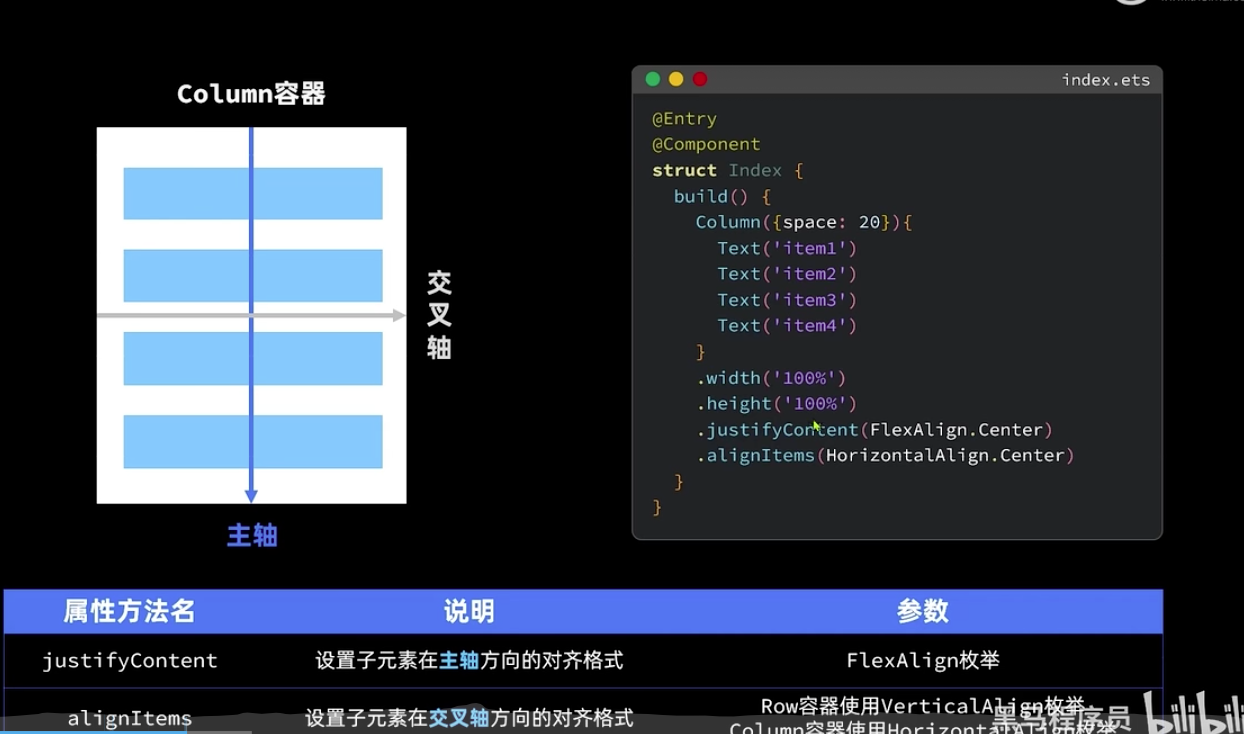 Column容器
交叉轴
主轴
index.ets
@Entry
@Component
struct Index {
build() {
Column({space: 20}){
Text('item1')
Text('item2')
Text('item3')
Text('item4')
}
.width('100%')
.height('100%')
.justifyContent(FlexAlign.Center)
.alignItems(HorizontalAlign.Center)
}
}
属性方法名 说明 参数
justifyContent 设置子元素在主轴方向的对齐格式 FlexAlign枚举
alignItems 设置子元素在交叉轴方向的对齐格式 Row容器使用VerticalAlign枚举
Column容器使用HorizontalAlign枚举
黑马程序员 bilibili